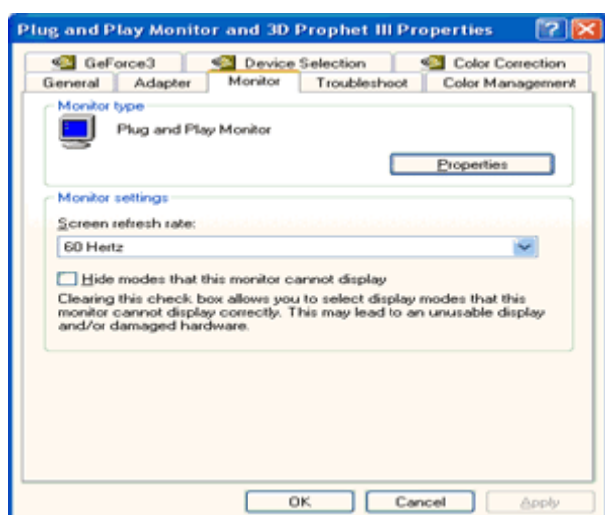 Plug and Play Monitor and 3D Prophet III Properties
GeForce3 Device Selection Color Correction
General Adapter Monitor Troubleshoot Color Management
Monitor type
Plug and Play Monitor
Properties
Monitor settings
Screen refresh rate:
60 Hertz
Hide modes that this monitor cannot display
Clearing this check box allows you to select display modes that this
monitor cannot display correctly. This may lead to an unusable display
and/or damaged hardware.
OK Cancel Apply